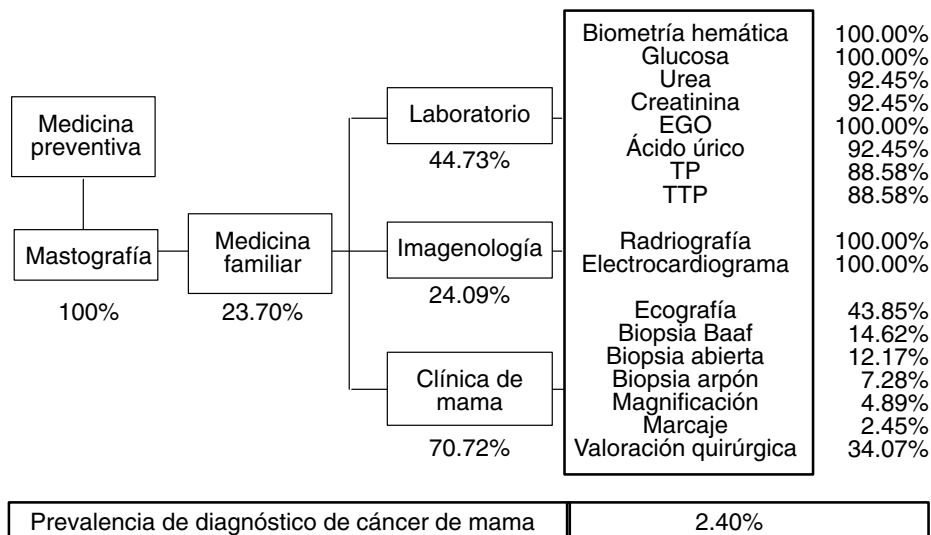 Medicina
preventiva
Mastografía
100%
Medicina
familiar
23.70%
Laboratorio
44.73%
Imagenología
24.09%
Clínica de
mama
70.72%
Biometría hemática 100.00%
Glucosa 100.00%
Urea 92.45%
Creatinina 92.45%
EGO 100.00%
Ácido úrico 92.45%
TP 88.58%
TTP 88.58%
Radriografía 100.00%
Electrocardiograma 100.00%
Ecografía 43.85%
Biopsia Baaf 14.62%
Biopsia abierta 12.17%
Biopsia arpón 7.28%
Magnificación 4.89%
Marcaje 2.45%
Valoración quirúrgica 34.07%
Prevalencia de diagnóstico de cáncer de mama 2.40%